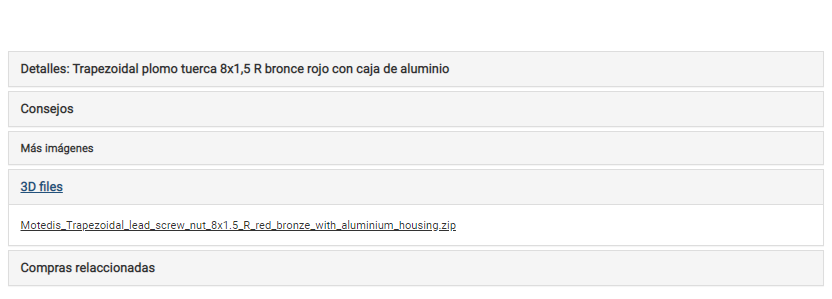 Detalles: Trapezoidal plomo tuerca 8x1,5 R bronce rojo con caja de aluminio
Consejos
Más imágenes
3D files
Motedis_Trapezoidal_lead_screw_nut_8x1.5_R_red_bronze_with_aluminium_housing.zip
Compras relaccionadas